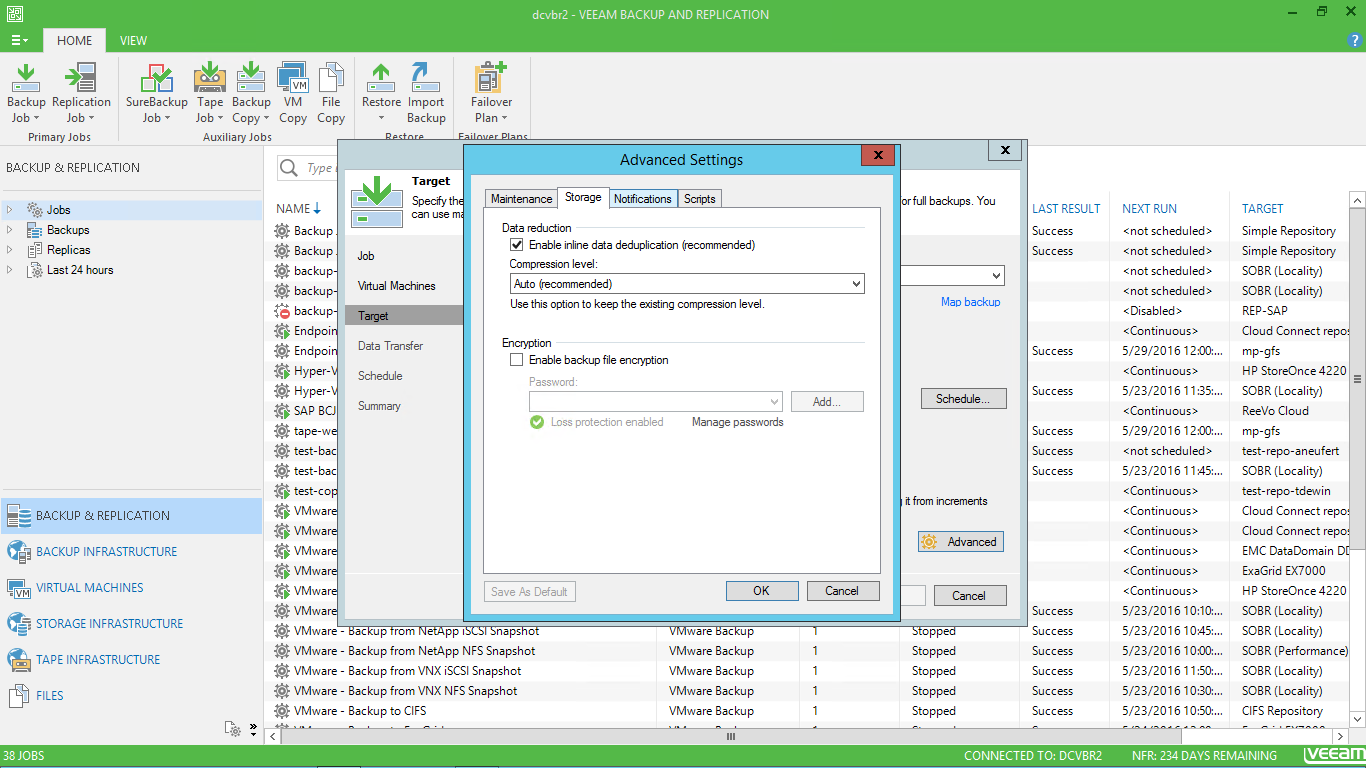 dcvbr2 - VEEAM BACKUP AND REPLICATION
HOME VIEW
Backup Job
Replication Job
SureBackup Job
Tape Job
Backup Copy
VM Copy
File Copy
Restore
Import Backup
Failover Plan
Primary Jobs
Auxiliary Jobs
Restore
Failover Plans
BACKUP & REPLICATION
Jobs
Backups
Replicas
Last 24 hours
BACKUP & REPLICATION
BACKUP INFRASTRUCTURE
VIRTUAL MACHINES
STORAGE INFRASTRUCTURE
TAPE INFRASTRUCTURE
FILES
Type
NAME LAST RESULT NEXT RUN TARGET
Backup Success <not scheduled> Simple Repository
Backup Success <not scheduled> Simple Repository
backup- <not scheduled> SOBR (Locality)
backup- <not scheduled> SOBR (Locality)
backup- <Disabled> REP-SAP
Endpoin <Continuous> Cloud Connect repos
Endpoin Success 5/29/2016 12:00:... mp-gfs
Hyper-V <Continuous> HP StoreOnce 4220
Hyper-V Success 5/23/2016 11:35:... SOBR (Locality)
SAP BCJ <Continuous> ReeVo Cloud
tape-we Success 5/29/2016 12:00:... mp-gfs
test-bac Success <not scheduled> test-repo-aneufert
test-bac Success 5/23/2016 11:45:... SOBR (Locality)
test-cop <Continuous> test-repo-tdewin
VMware <Continuous> Cloud Connect repos
VMware <Continuous> Cloud Connect repos
VMware <Continuous> EMC DataDomain DD
VMware <Continuous> ExaGrid EX7000
VMware <Continuous> HP StoreOnce 4220
VMware Success 5/23/2016 10:10:... SOBR (Locality)
VMware - Backup from NetApp iSCSI Snapshot VMware Backup 1 Stopped Success 5/23/2016 10:45:... SOBR (Locality)
VMware - Backup from NetApp NFS Snapshot VMware Backup 1 Stopped Success 5/23/2016 10:00:... SOBR (Performance)
VMware - Backup from VNX iSCSI Snapshot VMware Backup 1 Stopped Success 5/23/2016 11:50:... SOBR (Locality)
VMware - Backup from VNX NFS Snapshot VMware Backup 1 Stopped Success 5/23/2016 10:30:... SOBR (Locality)
VMware - Backup to CIFS VMware Backup 1 Stopped Success 5/23/2016 10:50:... CIFS Repository
Target
Specify the
can use ma
or full backups. You
Job
Virtual Machines
Target
Data Transfer
Schedule
Summary
Map backup
Schedule...
it from increments
Advanced
Cancel
Advanced Settings
Maintenance Storage Notifications Scripts
Data reduction
Enable inline data deduplication (recommended)
Compression level:
Auto (recommended)
Use this option to keep the existing compression level.
Encryption
Enable backup file encryption
Password:
Add...
Loss protection enabled Manage passwords
Save As Default OK Cancel
38 JOBS CONNECTED TO: DCVBR2 NFR: 234 DAYS REMAINING veeam